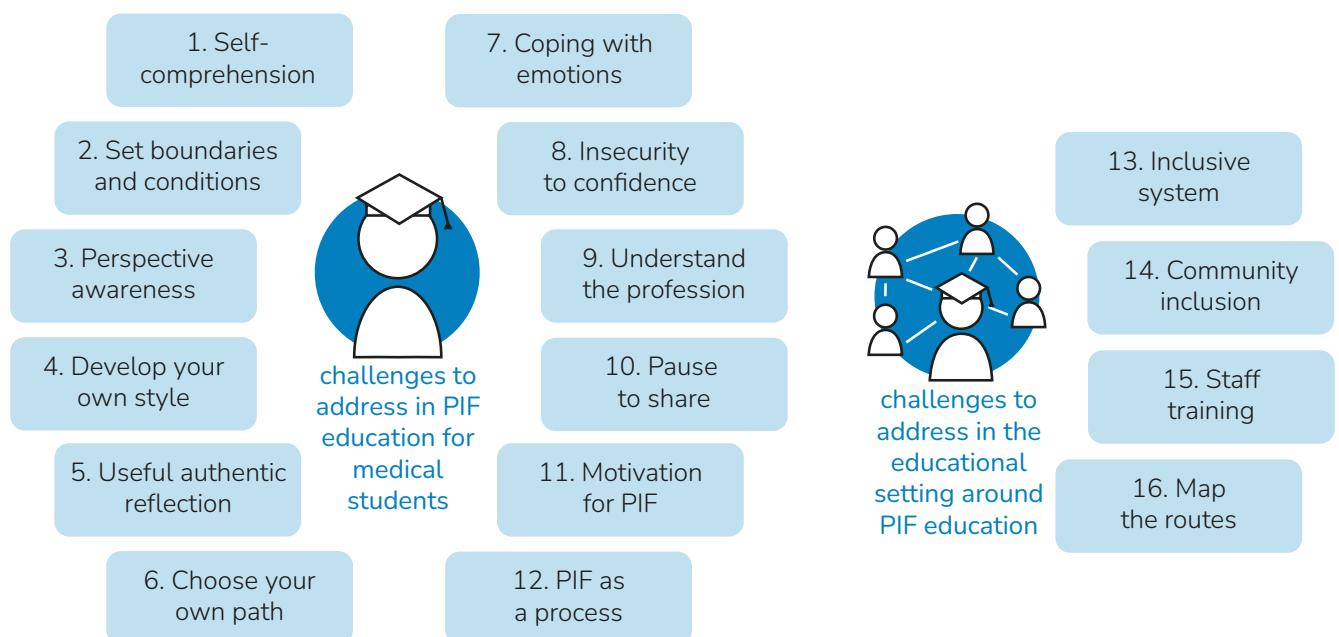 1. Self-
comprehension
2. Set boundaries
and conditions
3. Perspective
awareness
4. Develop your
own style
5. Useful authentic
reflection
6. Choose your
own path
challenges to
address in PIF
education for
medical
students
7. Coping with
emotions
8. Insecurity
to confidence
9. Understand
the profession
10. Pause
to share
11. Motivation
for PIF
12. PIF as
a process
challenges to
address in the
educational
setting around
PIF education
13. Inclusive
system
14. Community
inclusion
15. Staff
training
16. Map
the routes